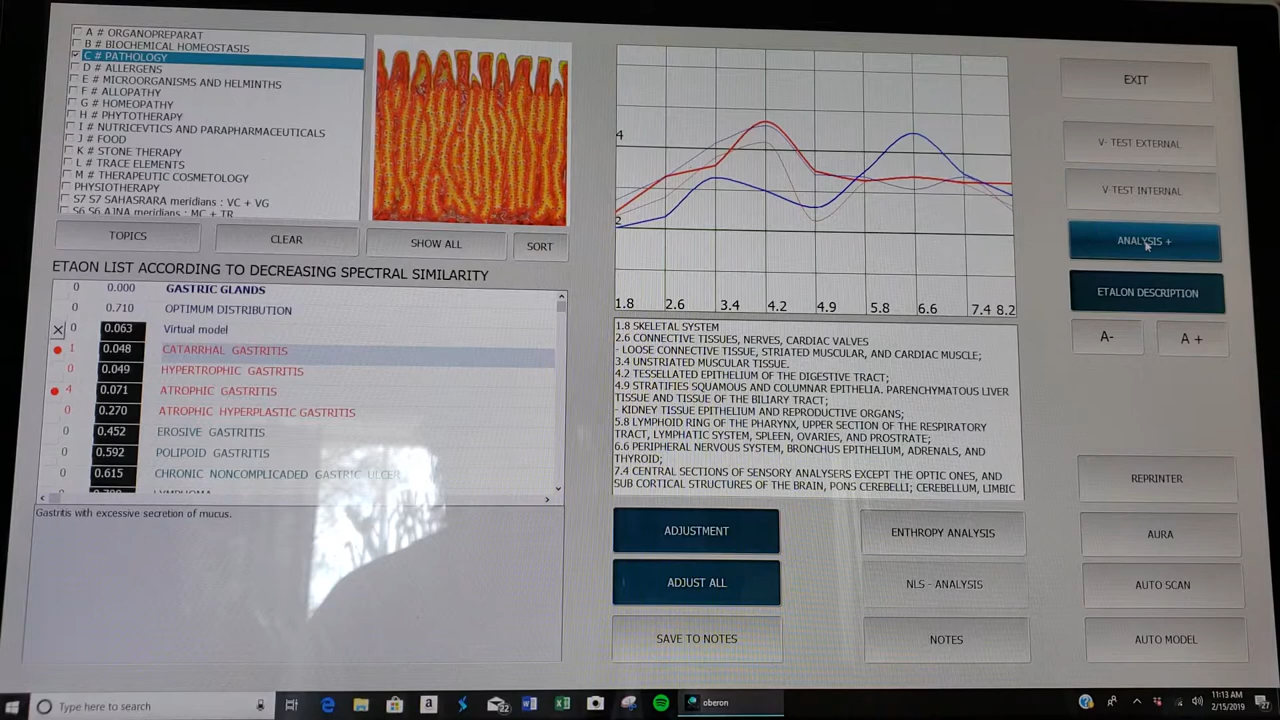 A # ORGANOPREPARAT
B # BIOCHEMICAL HOMEOSTASIS
C # PATHOLOGY
D # ALLERGENS
E # MICROORGANISMS AND HELMINTHS
F # ALLOPATHY
G # HOMEOPATHY
H # PHYTOTHERAPY
I # NUTRICEVTICS AND PARAPHARMACEUTICALS
J # FOOD
K # STONE THERAPY
L # TRACE ELEMENTS
M # THERAPEUTIC COSMETOLOGY
PHYSIOTHERAPY
S7 S7 SAHASRARA meridians : VC + VG
S6 S6 AJNA meridians : MC + TR
TOPICS
CLEAR
SHOW ALL
SORT
ETAON LIST ACCORDING TO DECREASING SPECTRAL SIMILARITY
0 0.000 GASTRIC GLANDS
0 0.710 OPTIMUM DISTRIBUTION
0 0.063 Virtual model
1 0.048 CATARRHAL GASTRITIS
0 0.049 HYPERTROPHIC GASTRITIS
4 0.071 ATROPHIC GASTRITIS
0 0.270 ATROPHIC HYPERPLASTIC GASTRITIS
0 0.452 EROSIVE GASTRITIS
0 0.592 POLIPOID GASTRITIS
0 0.615 CHRONIC NONCOMPLICADED GASTRIC ULCER
Gastritis with excessive secretion of mucus.
4
2
1.8 2.6 3.4 4.2 4.9 5.8 6.6 7.4 8.2
1.8 SKELETAL SYSTEM
2.6 CONNECTIVE TISSUES, NERVES, CARDIAC VALVES
- LOOSE CONNECTIVE TISSUE, STRIATED MUSCULAR, AND CARDIAC MUSCLE;
3.4 UNSTRIATED MUSCULAR TISSUE.
4.2 TESSELLATED EPITHELIUM OF THE DIGESTIVE TRACT;
4.9 STRATIFIES SQUAMOUS AND COLUMNAR EPITHELIA. PARENCHYMATOUS LIVER
TISSUE AND TISSUE OF THE BILIARY TRACT;
- KIDNEY TISSUE EPITHELIUM AND REPRODUCTIVE ORGANS;
5.8 LYMPHOID RING OF THE PHARYNX, UPPER SECTION OF THE RESPIRATORY
TRACT, LYMPHATIC SYSTEM, SPLEEN, OVARIES, AND PROSTRATE;
6.6 PERIPHERAL NERVOUS SYSTEM, BRONCHUS EPITHELIUM, ADRENALS, AND
THYROID;
7.4 CENTRAL SECTIONS OF SENSORY ANALYSERS EXCEPT THE OPTIC ONES, AND
SUB CORTICAL STRUCTURES OF THE BRAIN, PONS CEREBELLI; CEREBELLUM, LIMBIC
ADJUSTMENT
ADJUST ALL
SAVE TO NOTES
ENTHROPY ANALYSIS
NLS - ANALYSIS
NOTES
EXIT
V- TEST EXTERNAL
V-TEST INTERNAL
ANALYSIS +
ETALON DESCRIPTION
A-
A +
REPRINTER
AURA
AUTO SCAN
AUTO MODEL
Type here to search
22
oberon
11:13 AM
2/15/2019
27